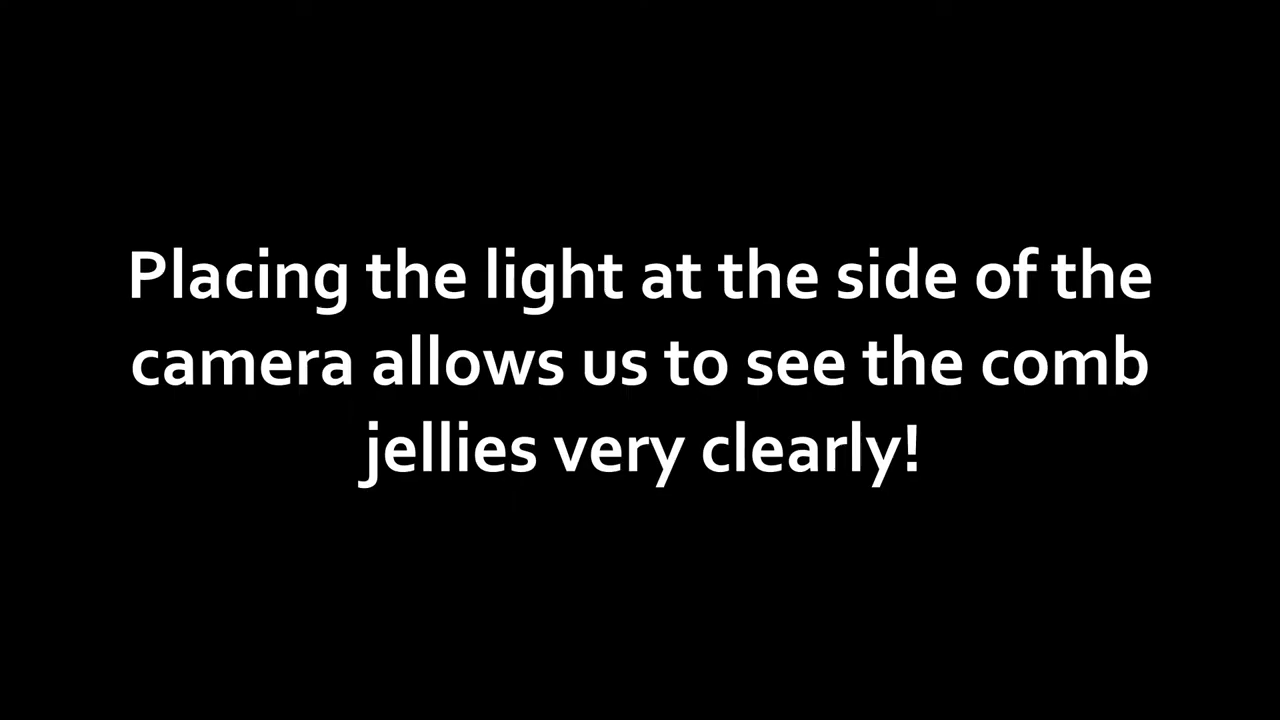 Placing the light at the side of the
camera allows us to see the comb
jellies very clearly!